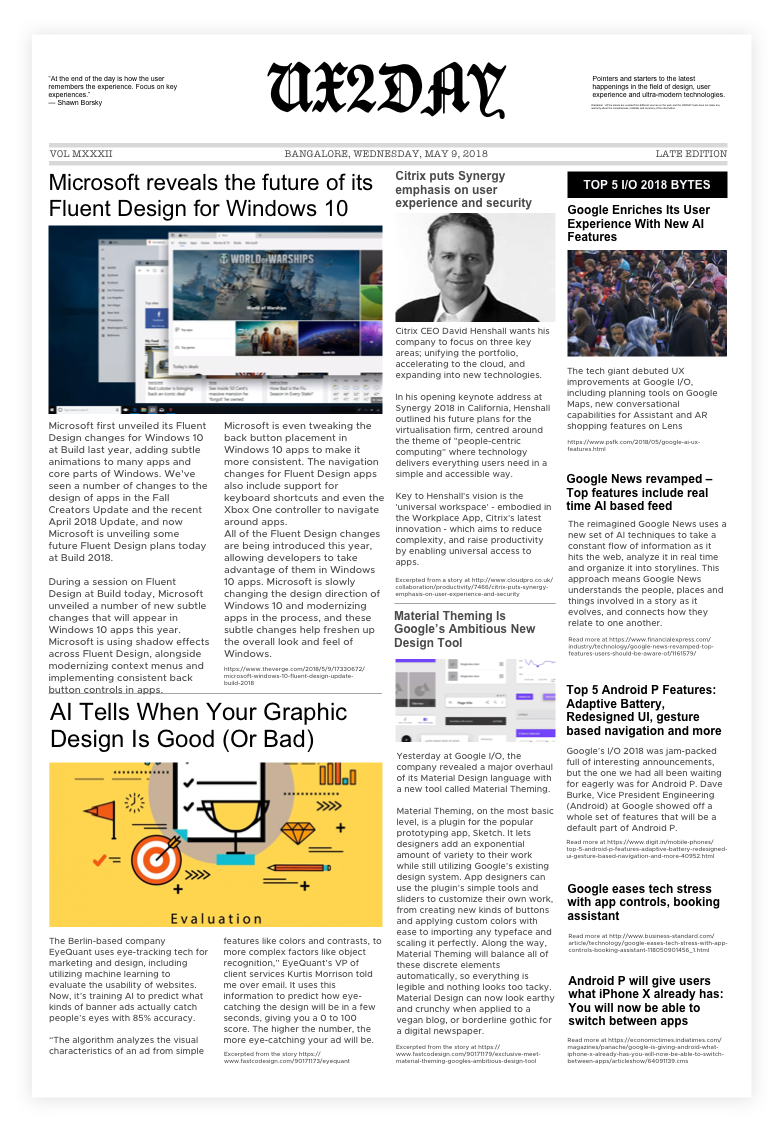 "At the end of the day is how the user
remembers the experience. Focus on key
experiences."
— Shawn Borsky
UX2DAY
Pointers and starters to the latest
happenings in the field of design, user
experience and ultra-modern technologies.
VOL MXXXII
BANGALORE, WEDNESDAY, MAY 9, 2018
LATE EDITION
Microsoft reveals the future of its
Fluent Design for Windows 10
WORLD OF WARSHIPS
World of Warships
Microsoft first unveiled its Fluent
Design changes for Windows 10
at Build last year, adding subtle
animations to many apps and
core parts of Windows. We've
seen a number of changes to the
design of apps in the Fall
Creators Update and the recent
April 2018 Update, and now
Microsoft is unveiling some
future Fluent Design plans today
at Build 2018.
During a session on Fluent
Design at Build today, Microsoft
unveiled a number of new subtle
changes that will appear in
Windows 10 apps this year.
Microsoft is using shadow effects
across Fluent Design, alongside
modernizing context menus and
implementing consistent back
button controls in apps.
Microsoft is even tweaking the
back button placement in
Windows 10 apps to make it
more consistent. The navigation
changes for Fluent Design apps
also include support for
keyboard shortcuts and even the
Xbox One controller to navigate
around apps.
All of the Fluent Design changes
are being introduced this year,
allowing developers to take
advantage of them in Windows
10 apps. Microsoft is slowly
changing the design direction of
Windows 10 and modernizing
apps in the process, and these
subtle changes help freshen up
the overall look and feel of
Windows.
https://www.theverge.com/2018/5/9/17330672/
microsoft-windows-10-fluent-design-update-
build-2018
AI Tells When Your Graphic
Design Is Good (Or Bad)
Evaluation
The Berlin-based company
EyeQuant uses eye-tracking tech for
marketing and design, including
utilizing machine learning to
evaluate the usability of websites.
Now, it's training AI to predict what
kinds of banner ads actually catch
people's eyes with 85% accuracy.
"The algorithm analyzes the visual
characteristics of an ad from simple
features like colors and contrasts, to
more complex factors like object
recognition," EyeQuant's VP of
client services Kurtis Morrison told
me over email. It uses this
information to predict how eye-
catching the design will be in a few
seconds, giving you a 0 to 100
score. The higher the number, the
more eye-catching your ad will be.
Excerpted from the story https://
www.fastcodesign.com/90171173/eyequant
Citrix puts Synergy
emphasis on user
experience and security
Citrix CEO David Henshall wants his
company to focus on three key
areas; unifying the portfolio,
accelerating to the cloud, and
expanding into new technologies.
In his opening keynote address at
Synergy 2018 in California, Henshall
outlined his future plans for the
virtualisation firm, centred around
the theme of "people-centric
computing" where technology
delivers everything users need in a
simple and accessible way.
Key to Henshall's vision is the
'universal workspace' - embodied in
the Workplace App, Citrix's latest
innovation - which aims to reduce
complexity, and raise productivity
by enabling universal access to
apps.
Excerpted from a story at http://www.cloudpro.co.uk/
collaboration/productivity/7466/citrix-puts-synergy-
emphasis-on-user-experience-and-security
Material Theming Is
Google's Ambitious New
Design Tool
Page title
Yesterday at Google I/O, the
company revealed a major overhaul
of its Material Design language with
a new tool called Material Theming.
Material Theming, on the most basic
level, is a plugin for the popular
prototyping app, Sketch. It lets
designers add an exponential
amount of variety to their work
while still utilizing Google's existing
design system. App designers can
use the plugin's simple tools and
sliders to customize their own work,
from creating new kinds of buttons
and applying custom colors with
ease to importing any typeface and
scaling it perfectly. Along the way,
Material Theming will balance all of
these discrete elements
automatically, so everything is
legible and nothing looks too tacky.
Material Design can now look earthy
and crunchy when applied to a
vegan blog, or borderline gothic for
a digital newspaper.
Excerpted from the story at https://
www.fastcodesign.com/90171179/exclusive-meet-
material-theming-googles-ambitious-design-tool
TOP 5 I/O 2018 BYTES
Google Enriches Its User
Experience With New AI
Features
The tech giant debuted UX
improvements at Google I/O,
including planning tools on Google
Maps, new conversational
capabilities for Assistant and AR
shopping features on Lens
https://www.psfk.com/2018/05/google-ai-ux-
features.html
Google News revamped –
Top features include real
time AI based feed
The reimagined Google News uses a
new set of AI techniques to take a
constant flow of information as it
hits the web, analyze it in real time
and organize it into storylines. This
approach means Google News
understands the people, places and
things involved in a story as it
evolves, and connects how they
relate to one another.
Read more at https://www.financialexpress.com/
industry/technology/google-news-revamped-top-
features-users-should-be-aware-of/1161579/
Top 5 Android P Features:
Adaptive Battery,
Redesigned UI, gesture
based navigation and more
Google's I/O 2018 was jam-packed
full of interesting announcements,
but the one we had all been waiting
for eagerly was for Android P. Dave
Burke, Vice President Engineering
(Android) at Google showed off a
whole set of features that will be a
default part of Android P.
Read more at https://www.digit.in/mobile-phones/
top-5-android-p-features-adaptive-battery-redesigned-
ui-gesture-based-navigation-and-more-40952.html
Google eases tech stress
with app controls, booking
assistant
Read more at http://www.business-standard.com/
article/technology/google-eases-tech-stress-with-app-
controls-booking-assistant-118050901456_1.html
Android P will give users
what iPhone X already has:
You will now be able to
switch between apps
Read more at https://economictimes.indiatimes.com/
magazines/panache/google-is-giving-android-what-
iphone-x-already-has-you-will-now-be-able-to-switch-
between-apps/articleshow/64091139.cms